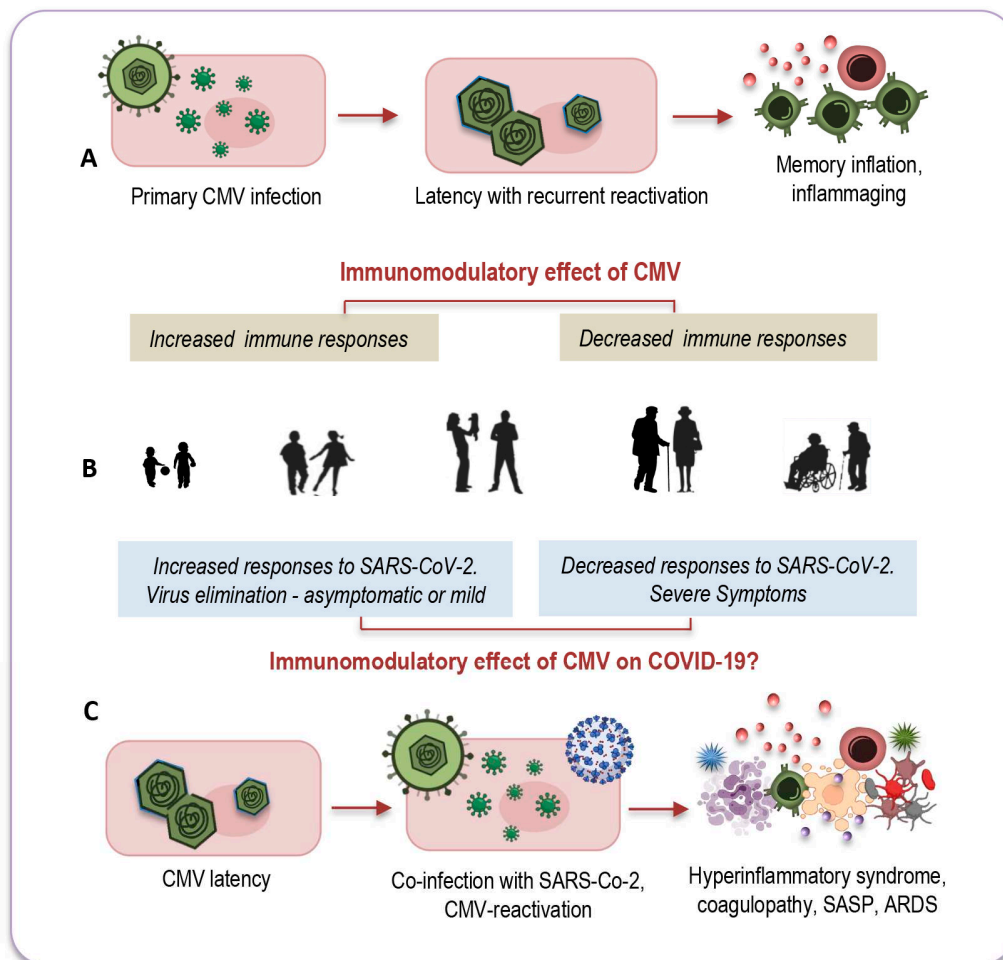 A
Primary CMV infection
Latency with recurrent reactivation
Memory inflation,
inflammaging
Immunomodulatory effect of CMV
Increased immune responses
Decreased immune responses
B
Increased responses to SARS-CoV-2.
Virus elimination - asymptomatic or mild
Decreased responses to SARS-CoV-2.
Severe Symptoms
Immunomodulatory effect of CMV on COVID-19?
C
CMV latency
Co-infection with SARS-Co-2,
CMV-reactivation
Hyperinflammatory syndrome,
coagulopathy, SASP, ARDS